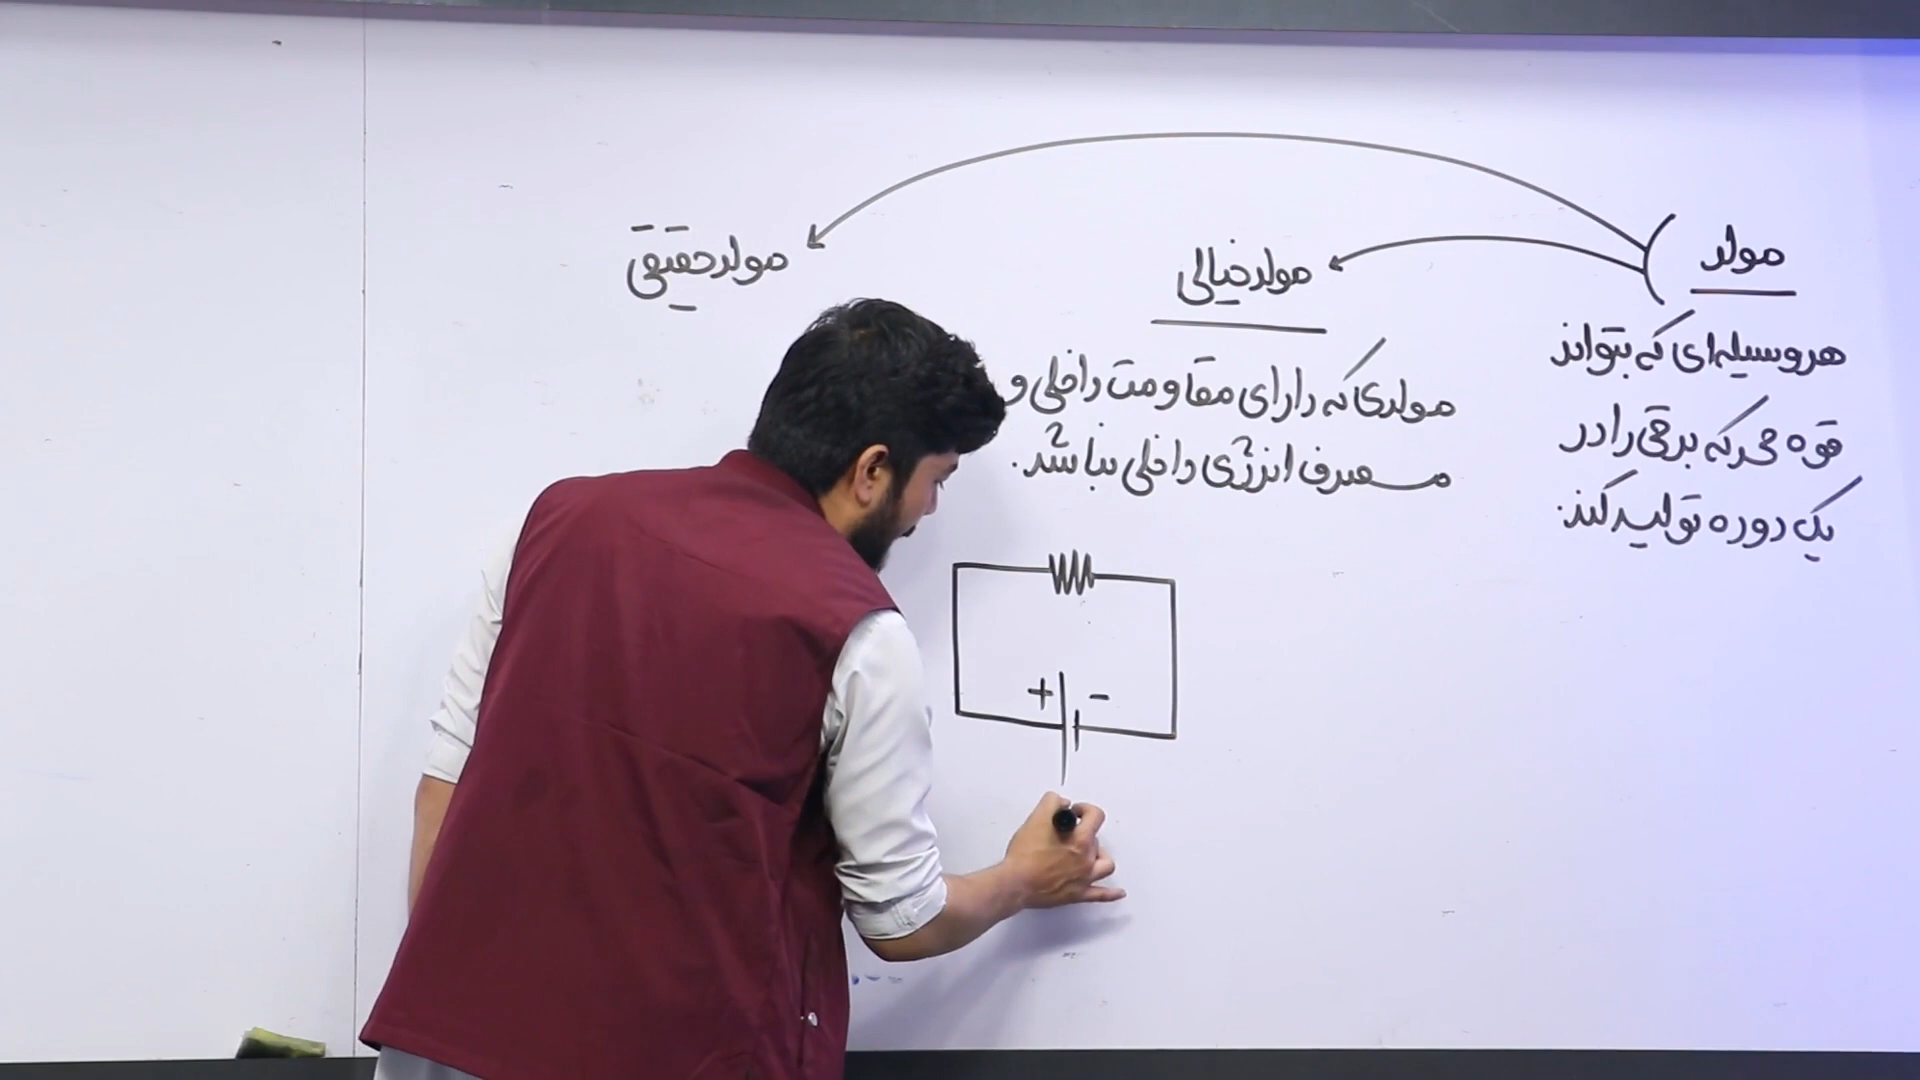 مولد
هر وسیله‌ای که بتواند
قوه محرکه برقی را در
یک دوره تولید کند.
مولد خیالی
مولدی که دارای مقاومت داخلی و
مصرف انرژی داخلی نباشد.
+ -
مولد حقیقی